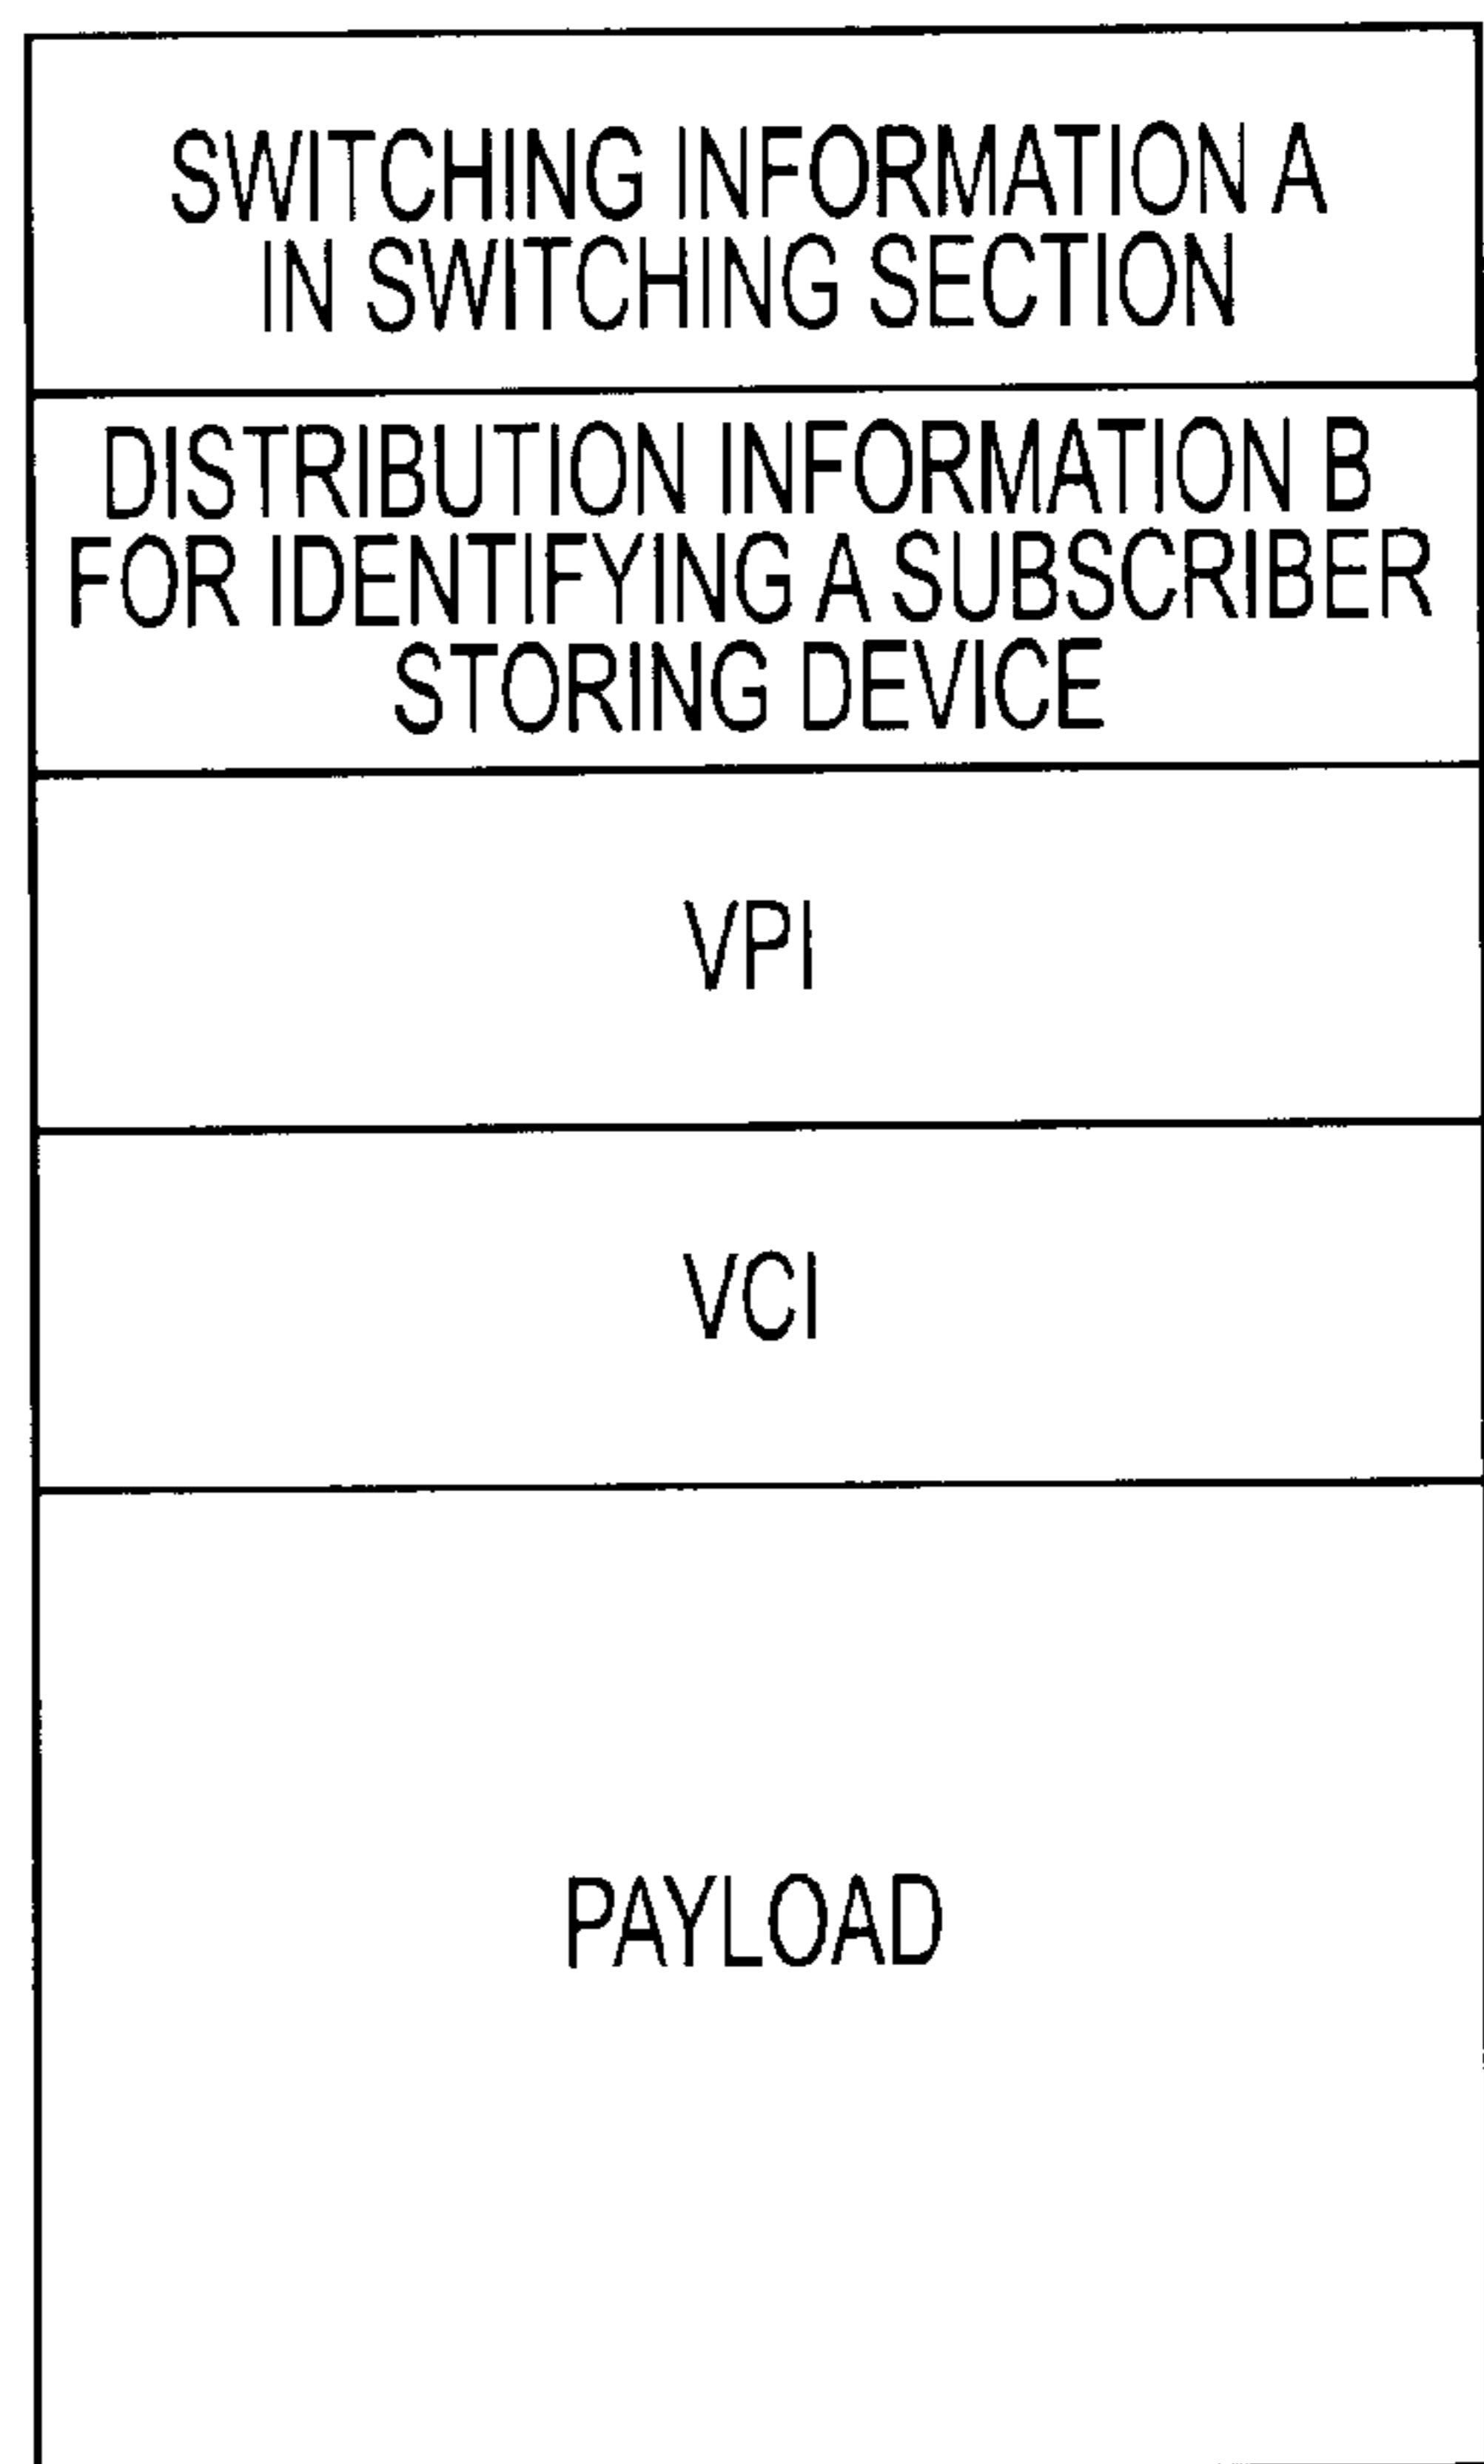 SWITCHING INFORMATION A
IN SWITCHING SECTION
DISTRIBUTION INFORMATION B
FOR IDENTIFYING A SUBSCRIBER
STORING DEVICE
VPI
VCI
PAYLOAD